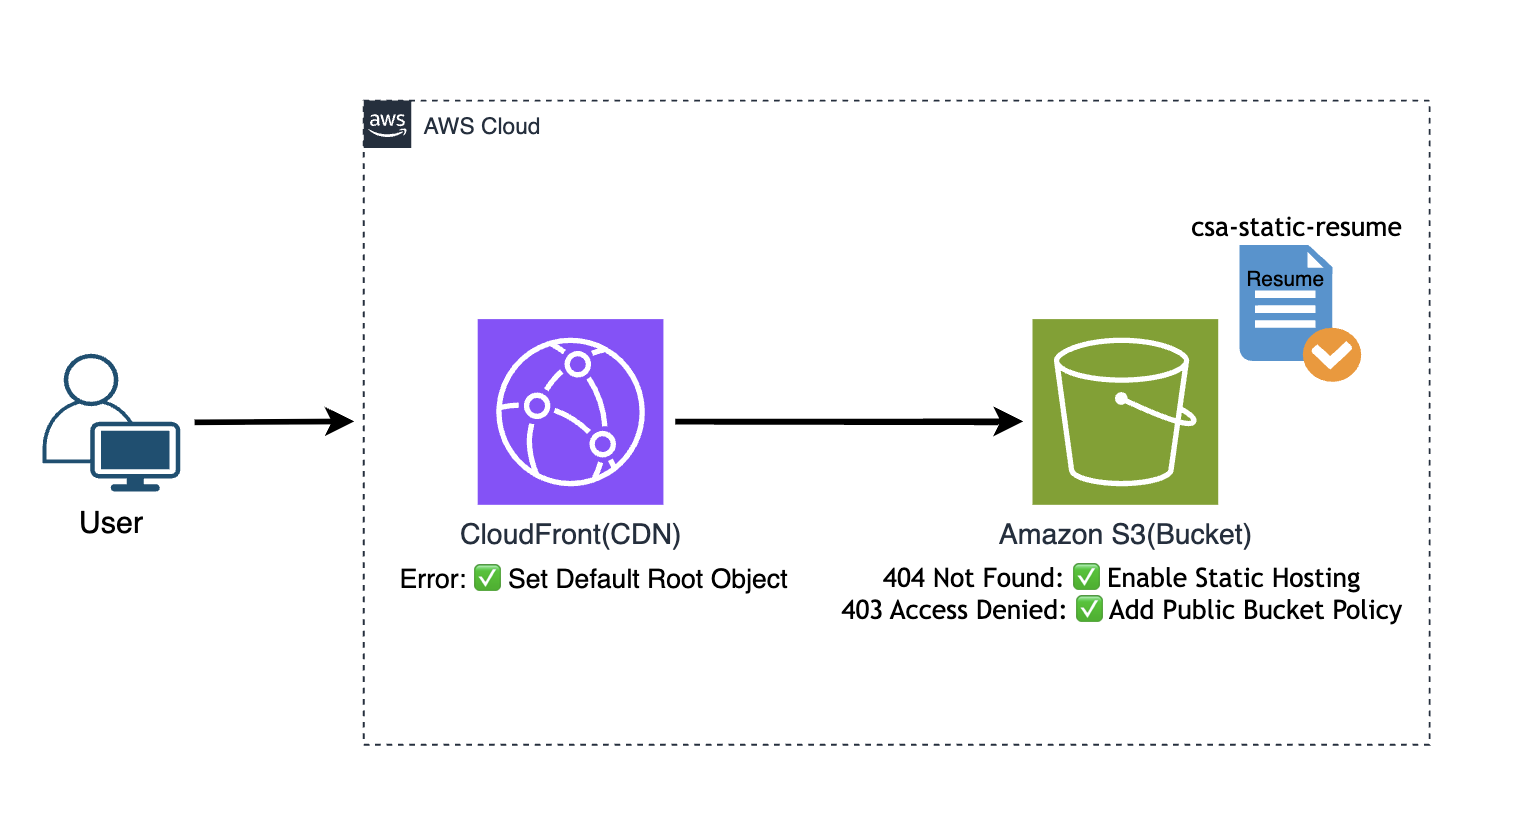 aws
AWS Cloud
csa-static-resume
Resume
User
CloudFront(CDN)
Error: ✅ Set Default Root Object
Amazon S3(Bucket)
404 Not Found: ✅ Enable Static Hosting
403 Access Denied: ✅ Add Public Bucket Policy